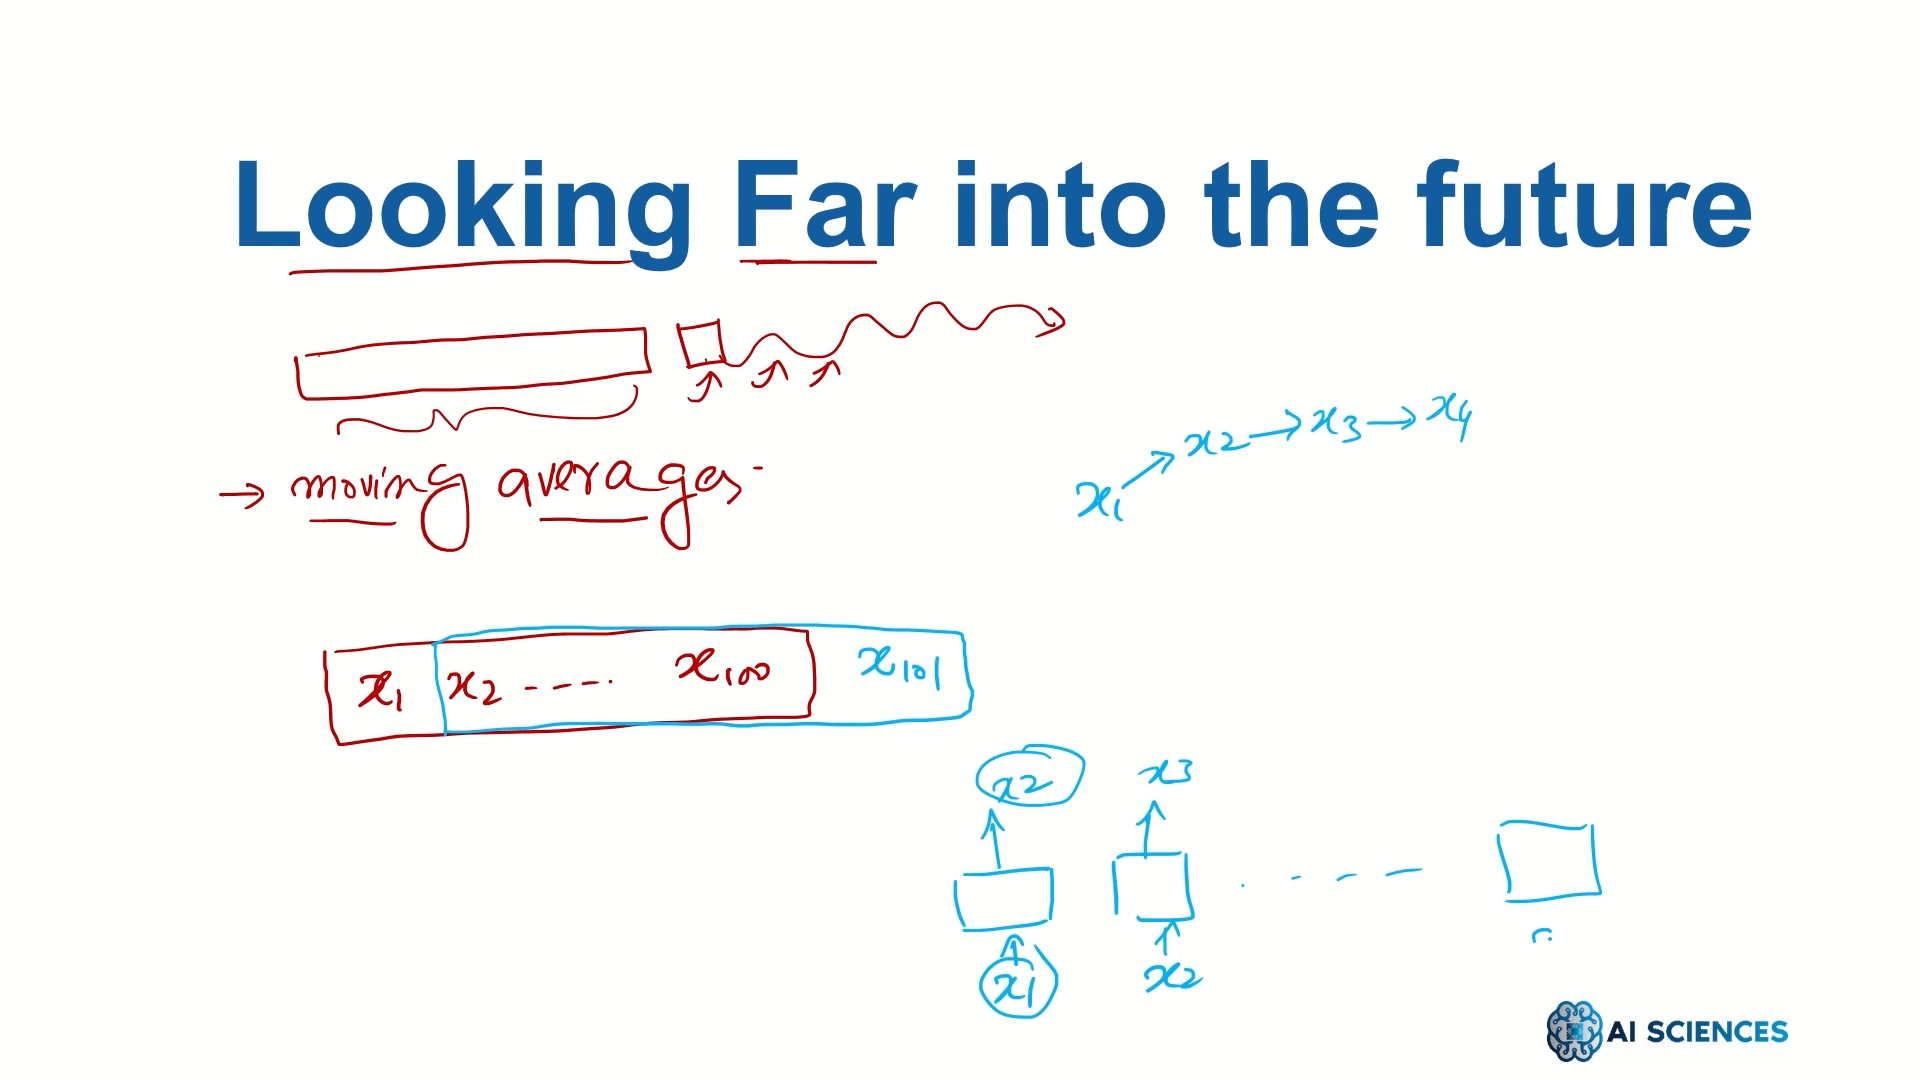 Looking Far into the future
x1 → x2 → x3 → x4
→ moving averages
x1 x2 ----. x100 x101
x2 x3
x1 x2
AI SCIENCES